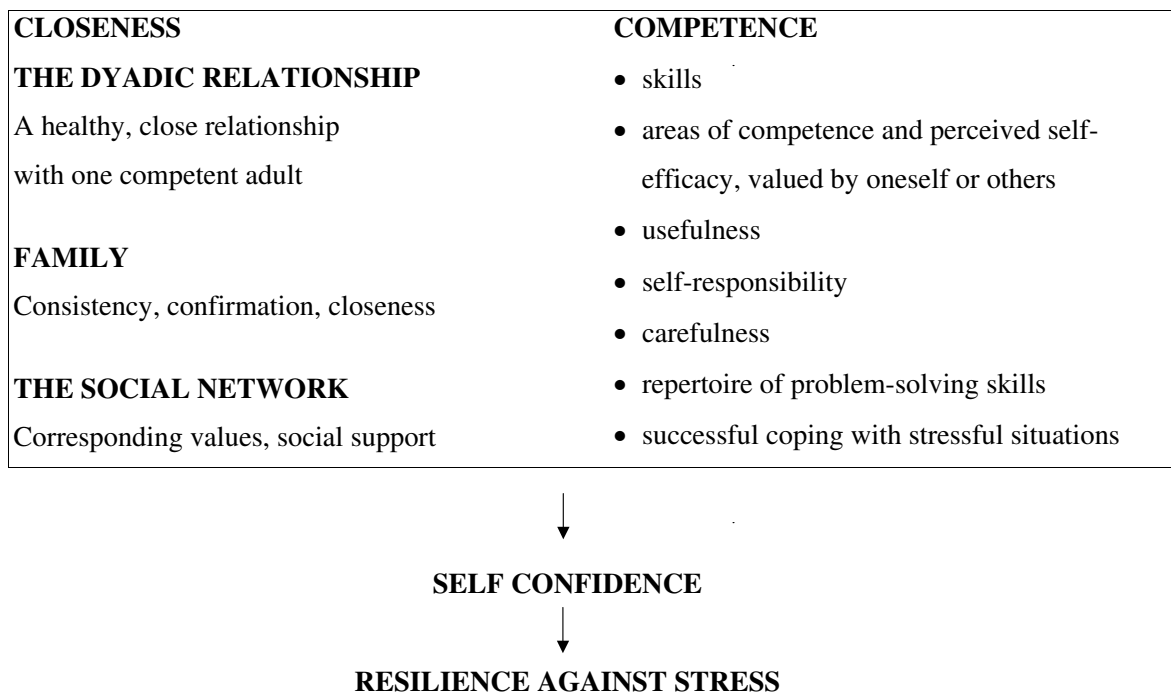 CLOSENESS
THE DYADIC RELATIONSHIP
A healthy, close relationship
with one competent adult
FAMILY
Consistency, confirmation, closeness
THE SOCIAL NETWORK
Corresponding values, social support
COMPETENCE
• skills
• areas of competence and perceived self-
efficacy, valued by oneself or others
• usefulness
• self-responsibility
• carefulness
• repertoire of problem-solving skills
• successful coping with stressful situations
SELF CONFIDENCE
RESILIENCE AGAINST STRESS